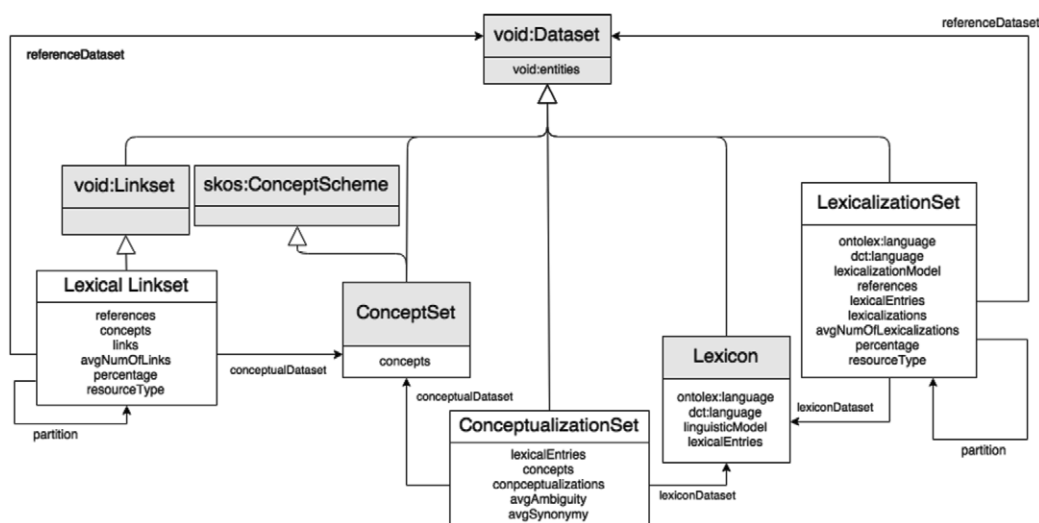 void:Dataset
void:entities
referenceDataset
referenceDataset
void:Linkset
skos:ConceptScheme
LexicalizationSet
ontolex:language
dct:language
lexicalizationModel
references
lexicalEntries
lexicalizations
avgNumOfLexicalizations
percentage
resourceType
Lexical Linkset
references
concepts
links
avgNumOfLinks
percentage
resourceType
partition
conceptualDataset
ConceptSet
concepts
conceptualDataset
Lexicon
ontolex:language
dct:language
linguisticModel
lexicalEntries
lexiconDataset
partition
ConceptualizationSet
lexicalEntries
concepts
conpceptualizations
avgAmbiguity
avgSynonymy
lexiconDataset